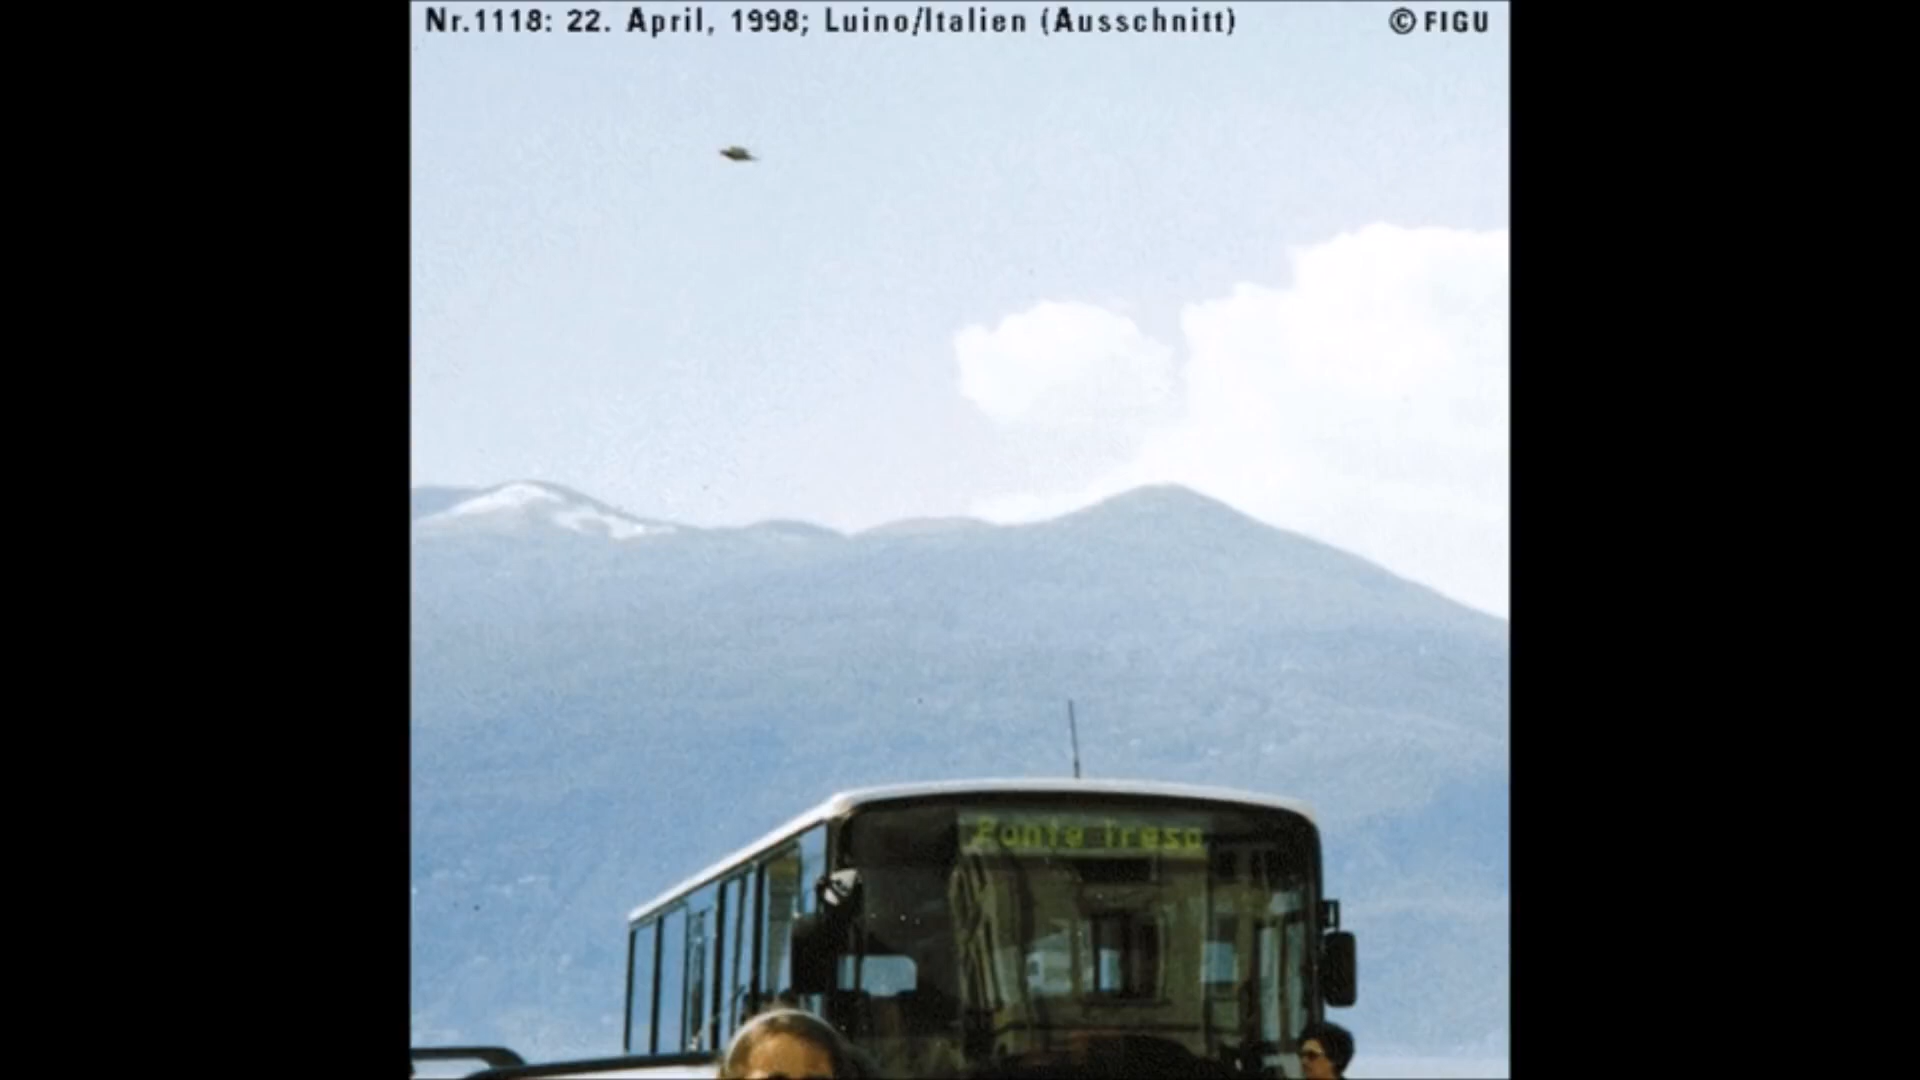 Nr.1118: 22. April, 1998; Luino/Italien (Ausschnitt) © FIGU
Ponte Tresa